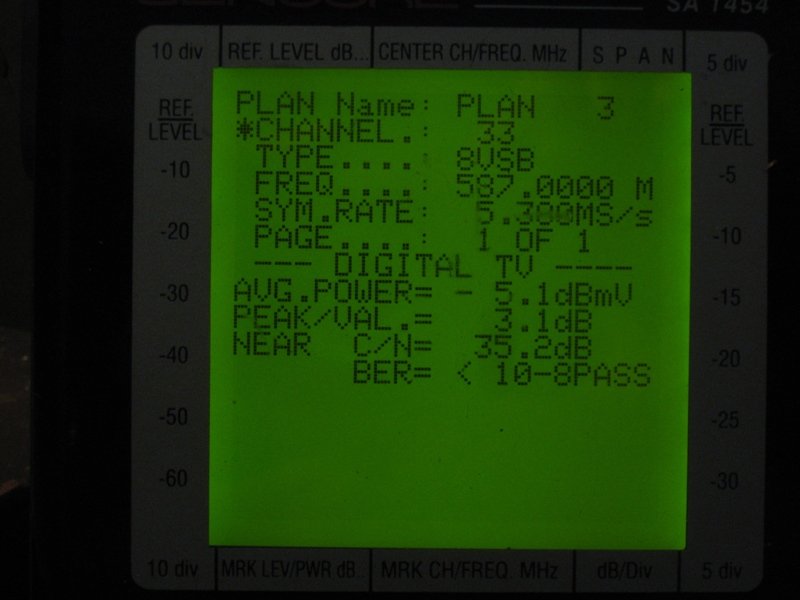 SA 1454
10 div REF. LEVEL dB... CENTER CH/FREQ. MHz SPAN 5 div
PLAN Name: PLAN 3
*CHANNEL.: 33
TYPE....: 8VSB
FREQ....: 587.0000 M
SYM.RATE: 5.380MS/s
PAGE....: 1 OF 1
--- DIGITAL TV ----
AVG.POWER= - 5.1dBmV
PEAK/VAL.= 3.1dB
NEAR C/N= 35.2dB
BER= < 10-8PASS
REF. LEVEL
-10
-20
-30
-40
-50
-60
REF. LEVEL
-5
-10
-15
-20
-25
-30
10 div MRK LEV/PWR dB.. MRK CH/FREQ. MHz dB/Div 5 div